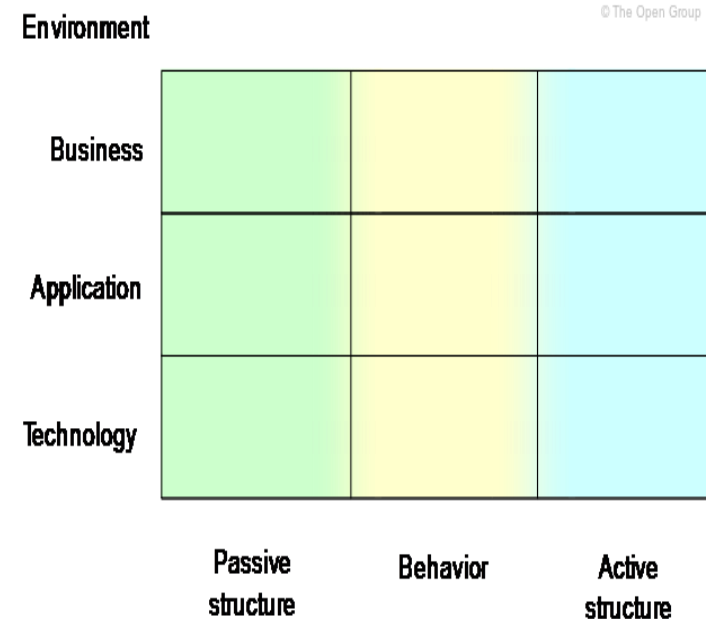 © The Open Group
Environment
Business
Application
Technology
Passive
structure
Behavior
Active
structure